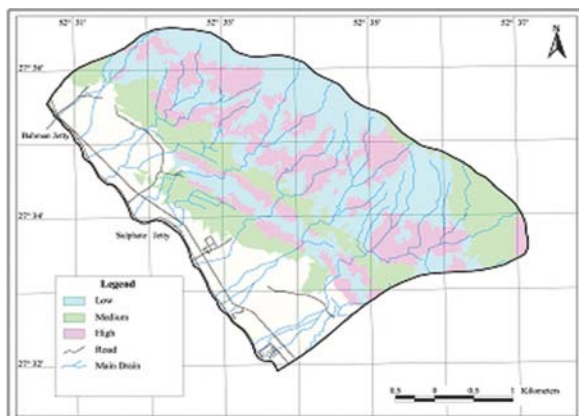 52° 31' 52° 35' 52° 35' 52° 37'
N
27° 36'
Bahman Jetty
27° 34'
Sulphate Jetty
Legend
Low
Medium
High
Road
Main Drain
27° 32'
0.5 0 0.5 1 Kilometers